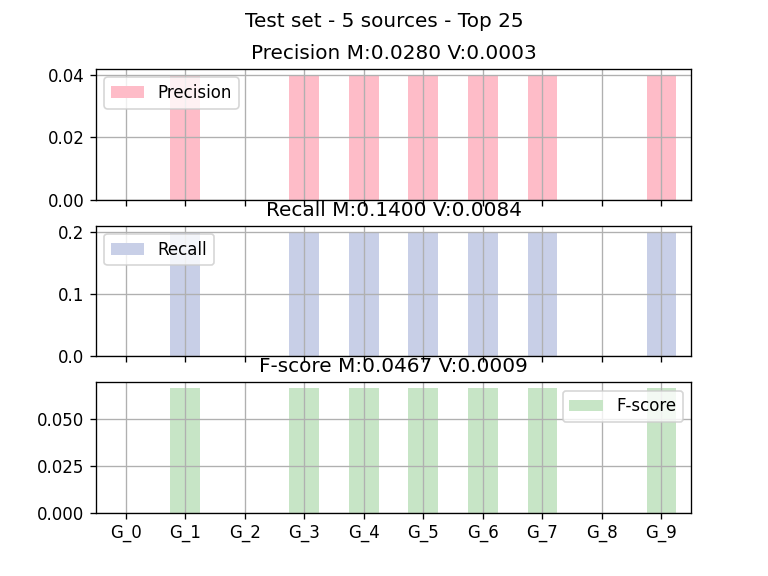 Test set - 5 sources - Top 25
Precision M:0.0280 V:0.0003
0.04
0.02
0.00
Precision
Recall M:0.1400 V:0.0084
0.2
0.1
0.0
Recall
F-score M:0.0467 V:0.0009
0.050
0.025
0.000
F-score
G_0 G_1 G_2 G_3 G_4 G_5 G_6 G_7 G_8 G_9